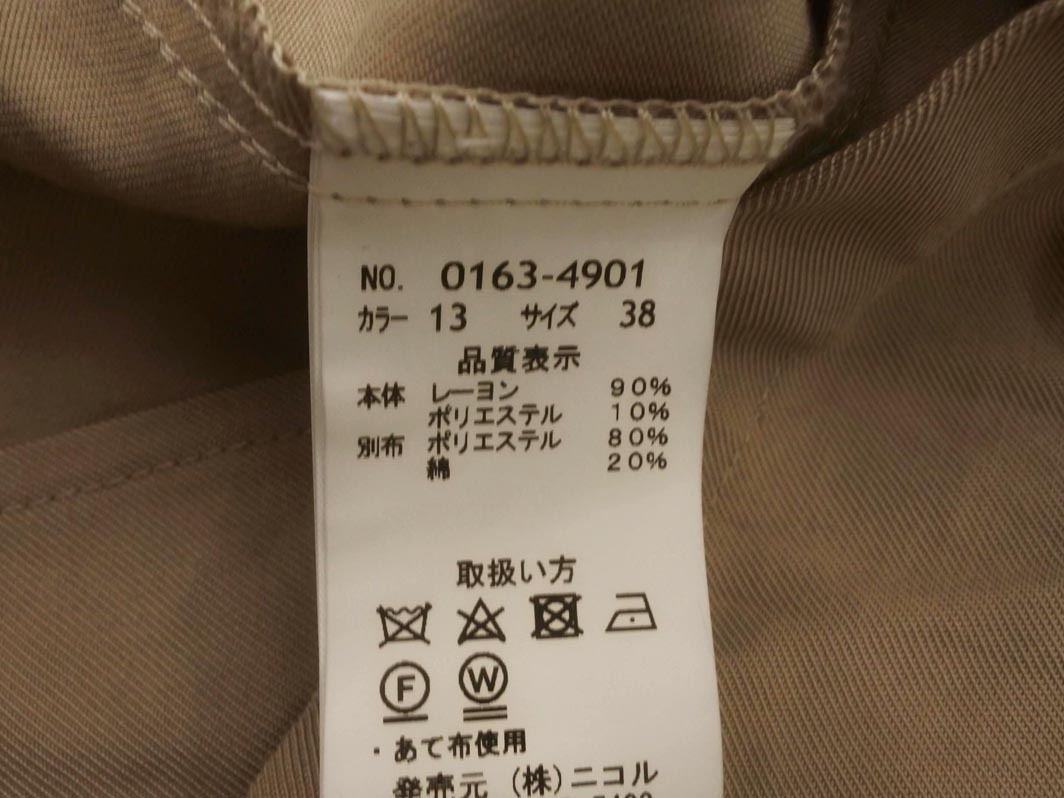 NO. 0163-4901
カラー 13 サイズ 38
品質表示
本体 レーヨン 90%
ポリエステル 10%
別布 ポリエステル 80%
綿 20%
取扱い方
F W
・あて布使用
発売元 (株)ニコル